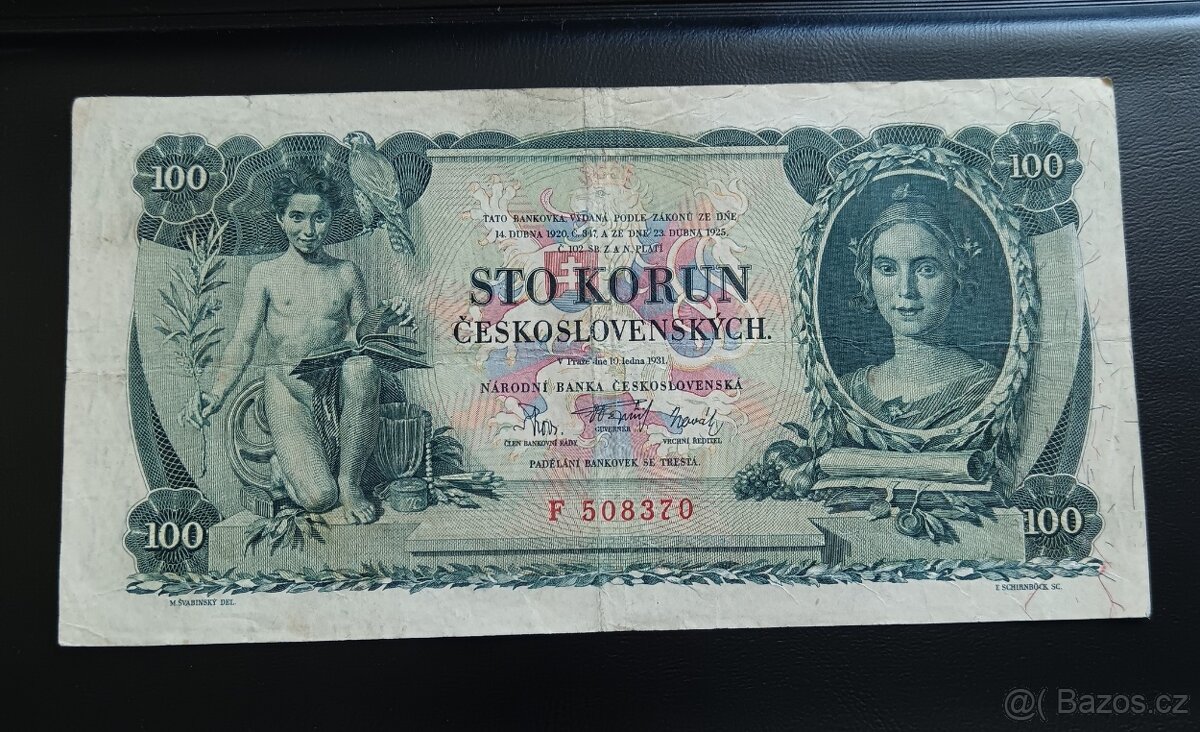 100
100
TATO BANKOVKA VYDANÁ PODLE ZÁKONŮ ZE DNE
14. DUBNA 1920, Č. 347, A ZE DNE 23. DUBNA 1925,
Č. 102 SB. Z. A N. PLATÍ
STO KORUN
ČESKOSLOVENSKÝCH.
V Praze dne 10. ledna 1931.
NÁRODNÍ BANKA ČESKOSLOVENSKÁ
ČLEN BANKOVNÍ RADY.
GUVERNÉR
VRCHNÍ ŘEDITEL
PADĚLÁNÍ BANKOVEK SE TRESTÁ.
F 508370
100
100
M. ŠVABINSKÝ DEL.
F. SCHIRNBÖCK SC.
@( Bazos.cz